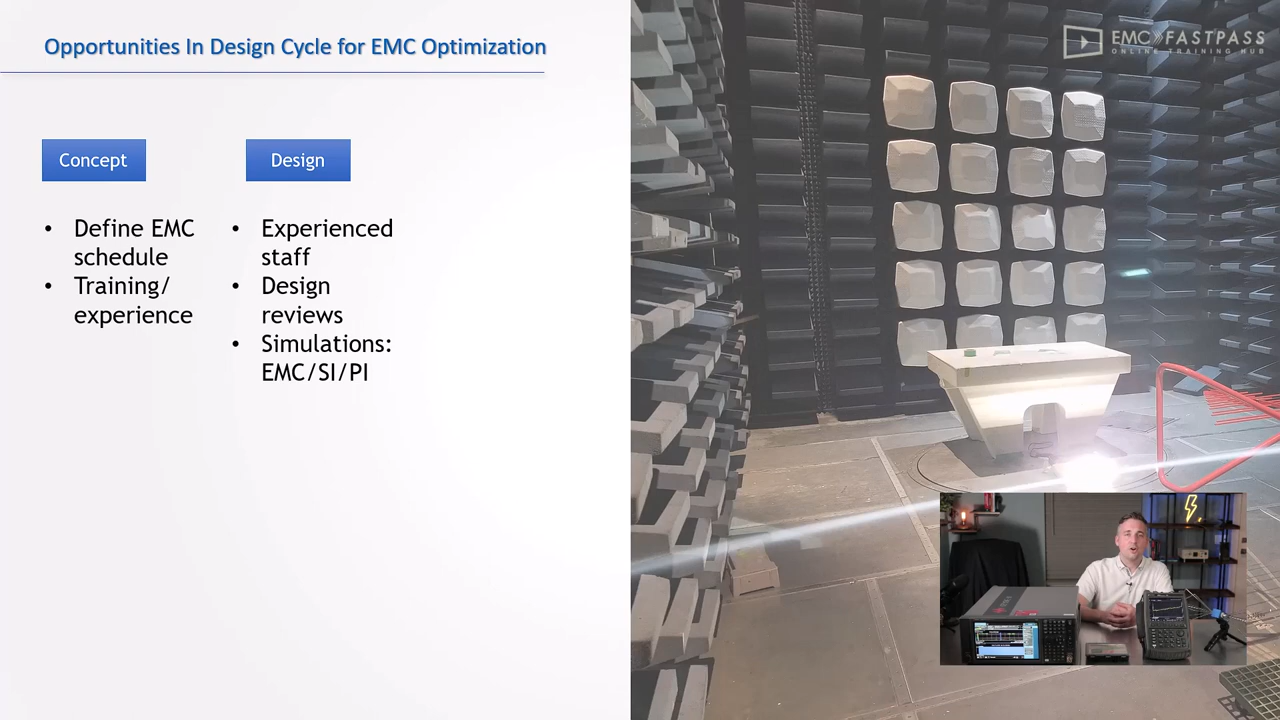 Opportunities In Design Cycle for EMC Optimization
EMC FASTPASS
ONLINE TRAINING HUB
Concept
• Define EMC
schedule
• Training/
experience
Design
• Experienced
staff
• Design
reviews
• Simulations:
EMC/SI/PI